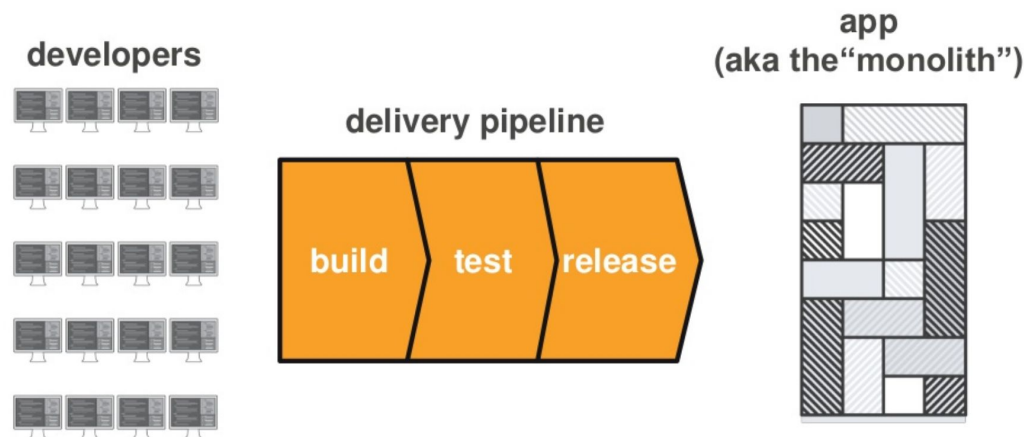 developers
delivery pipeline
build
test
release
app
(aka the“monolith”)